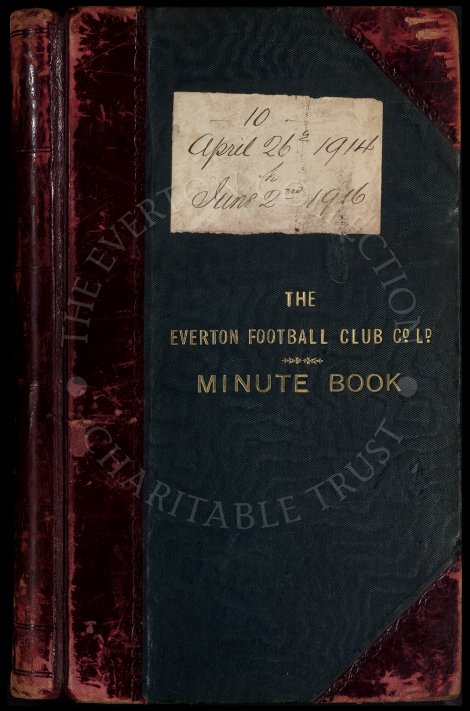 - 10 -
April 26th 1914
to
June 2nd 1916
THE
EVERTON FOOTBALL CLUB Co. Ld.
MINUTE BOOK
THE EVERTON COLLECTION
CHARITABLE TRUST